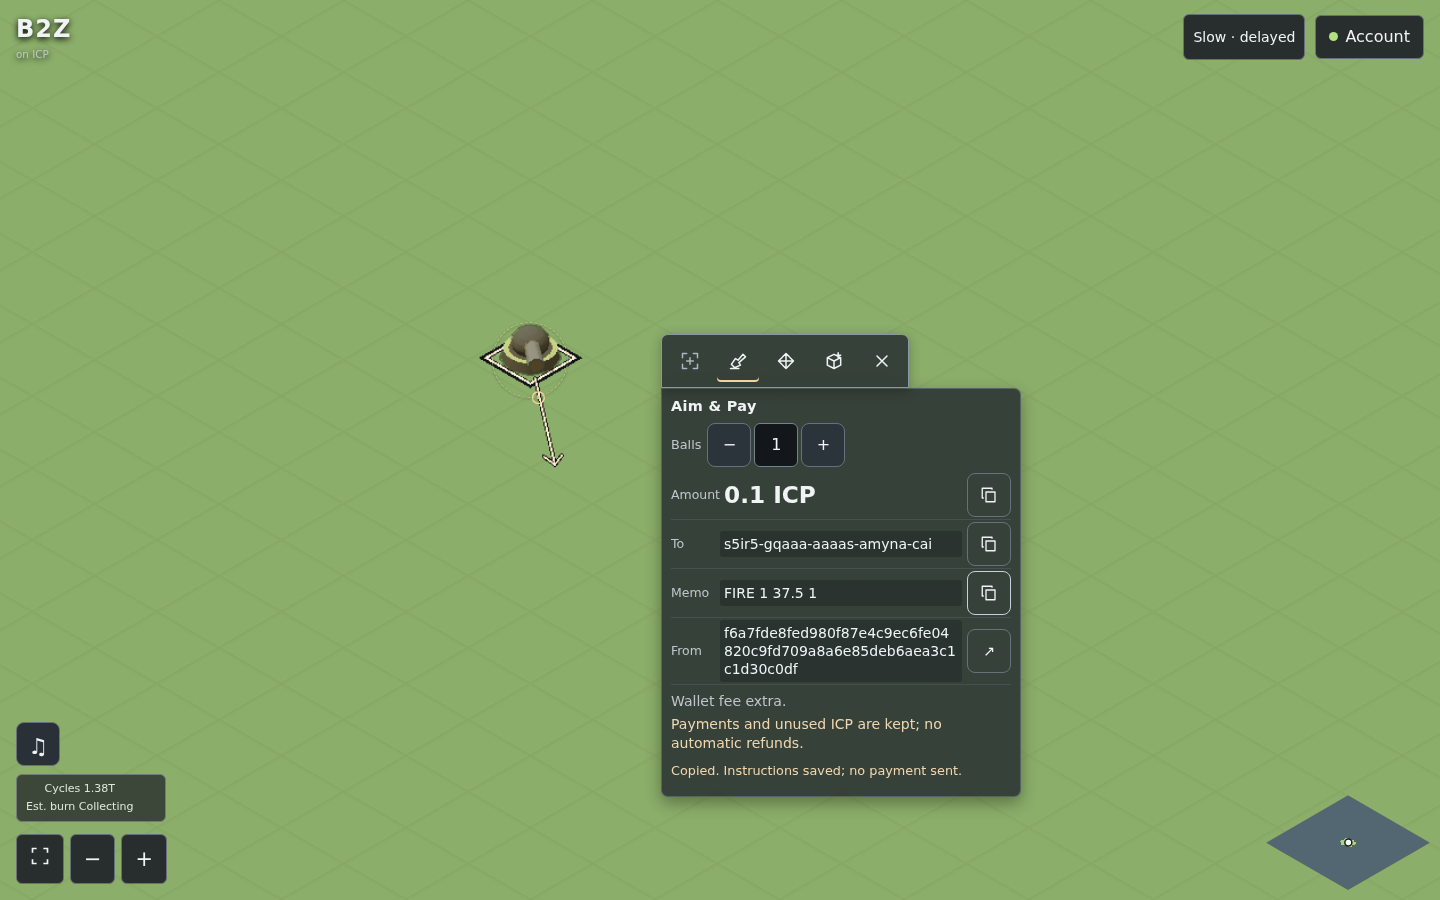 B2Z
on ICP
Slow · delayed
Account
Aim & Pay
Balls
−
1
+
Amount 0.1 ICP
To
s5ir5-gqaaa-aaaas-amyna-cai
Memo
FIRE 1 37.5 1
From
f6a7fde8fed980f87e4c9ec6fe04
820c9fd709a8a6e85deb6aea3c1
c1d30c0df
Wallet fee extra.
Payments and unused ICP are kept; no
automatic refunds.
Copied. Instructions saved; no payment sent.
Cycles 1.38T
Est. burn Collecting
−
+